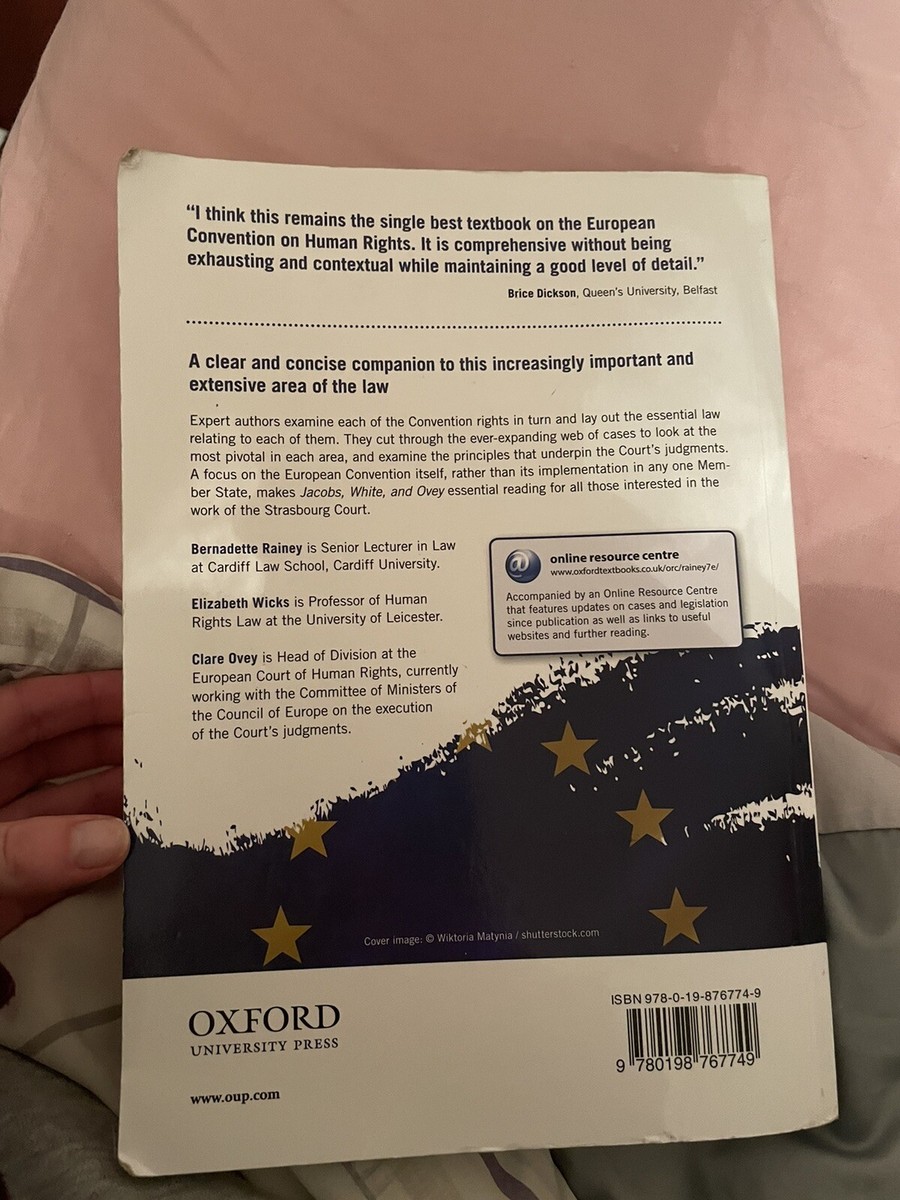 “I think this remains the single best textbook on the European
Convention on Human Rights. It is comprehensive without being
exhausting and contextual while maintaining a good level of detail.”
Brice Dickson, Queen's University, Belfast
A clear and concise companion to this increasingly important and
extensive area of the law
Expert authors examine each of the Convention rights in turn and lay out the essential law
relating to each of them. They cut through the ever-expanding web of cases to look at the
most pivotal in each area, and examine the principles that underpin the Court's judgments.
A focus on the European Convention itself, rather than its implementation in any one Mem-
ber State, makes Jacobs, White, and Ovey essential reading for all those interested in the
work of the Strasbourg Court.
Bernadette Rainey is Senior Lecturer in Law
at Cardiff Law School, Cardiff University.
Elizabeth Wicks is Professor of Human
Rights Law at the University of Leicester.
Clare Ovey is Head of Division at the
European Court of Human Rights, currently
working with the Committee of Ministers of
the Council of Europe on the execution
of the Court's judgments.
@ online resource centre
www.oxfordtextbooks.co.uk/orc/rainey7e/
Accompanied by an Online Resource Centre
that features updates on cases and legislation
since publication as well as links to useful
websites and further reading.
Cover image: © Wiktoria Matynia / shutterstock.com
OXFORD
UNIVERSITY PRESS
www.oup.com
ISBN 978-0-19-876774-9
9 780198 767749